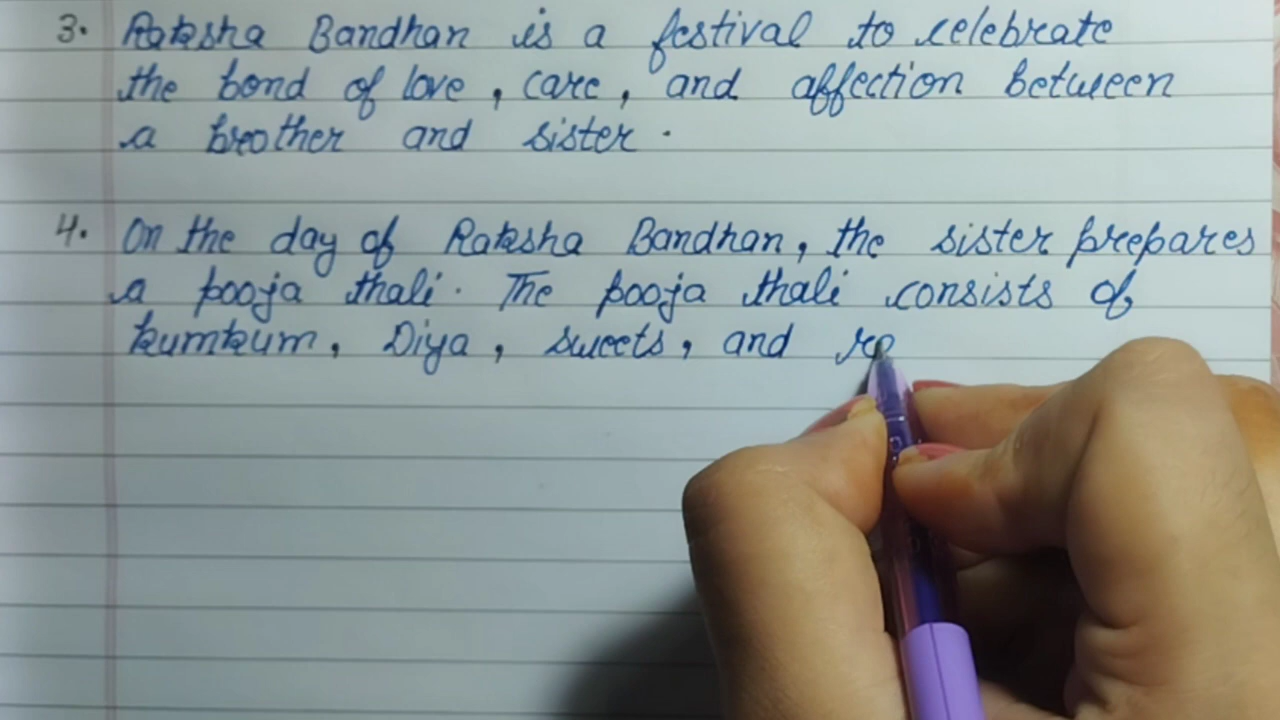 3. Raksha Bandhan is a festival to celebrate
the bond of love, care, and affection between
a brother and sister.
4. On the day of Raksha Bandhan, the sister prepares
a pooja thali. The pooja thali consists of
kumkum, Diya, sweets, and